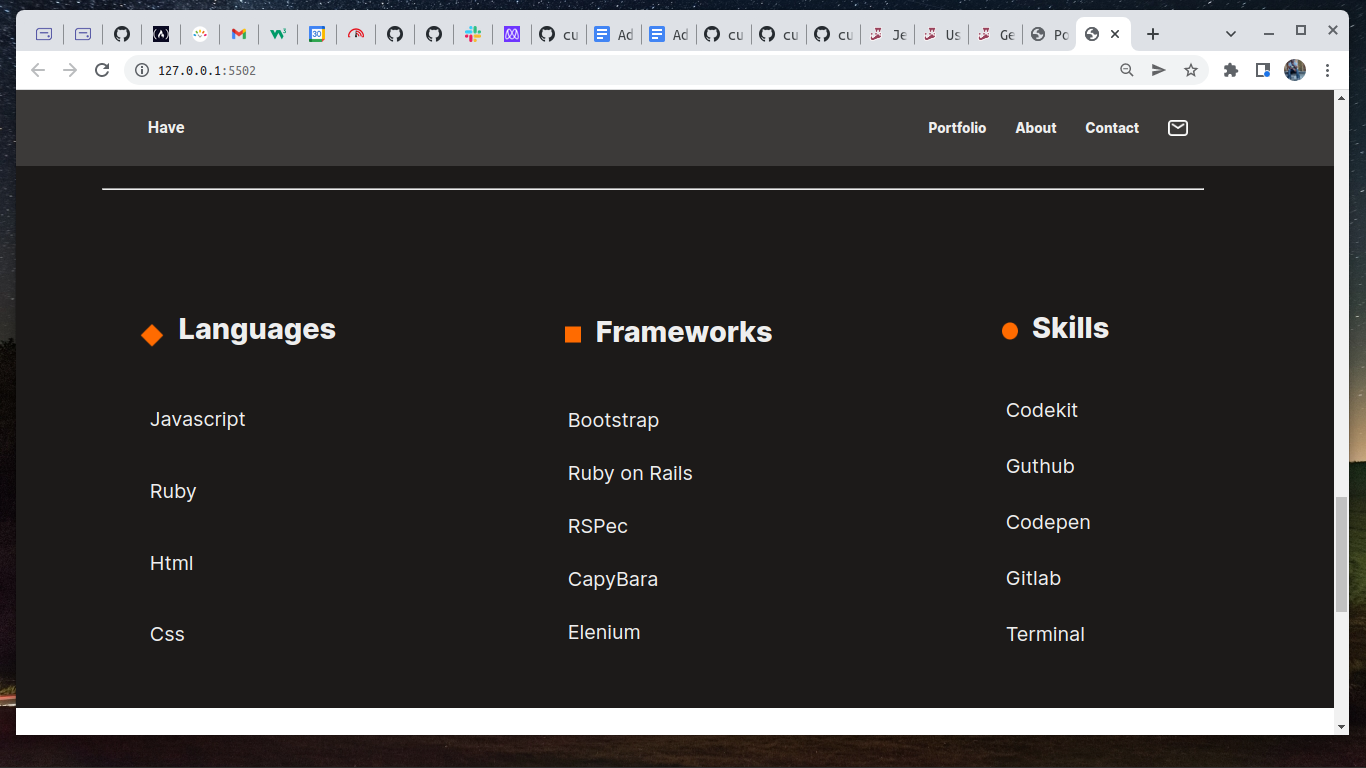 30 3 cu Ad Ad cu cu cu Je Us Ge Po
127.0.0.1:5502
Have Portfolio About Contact
Languages
Javascript
Ruby
Html
Css
Frameworks
Bootstrap
Ruby on Rails
RSPec
CapyBara
Elenium
Skills
Codekit
Guthub
Codepen
Gitlab
Terminal